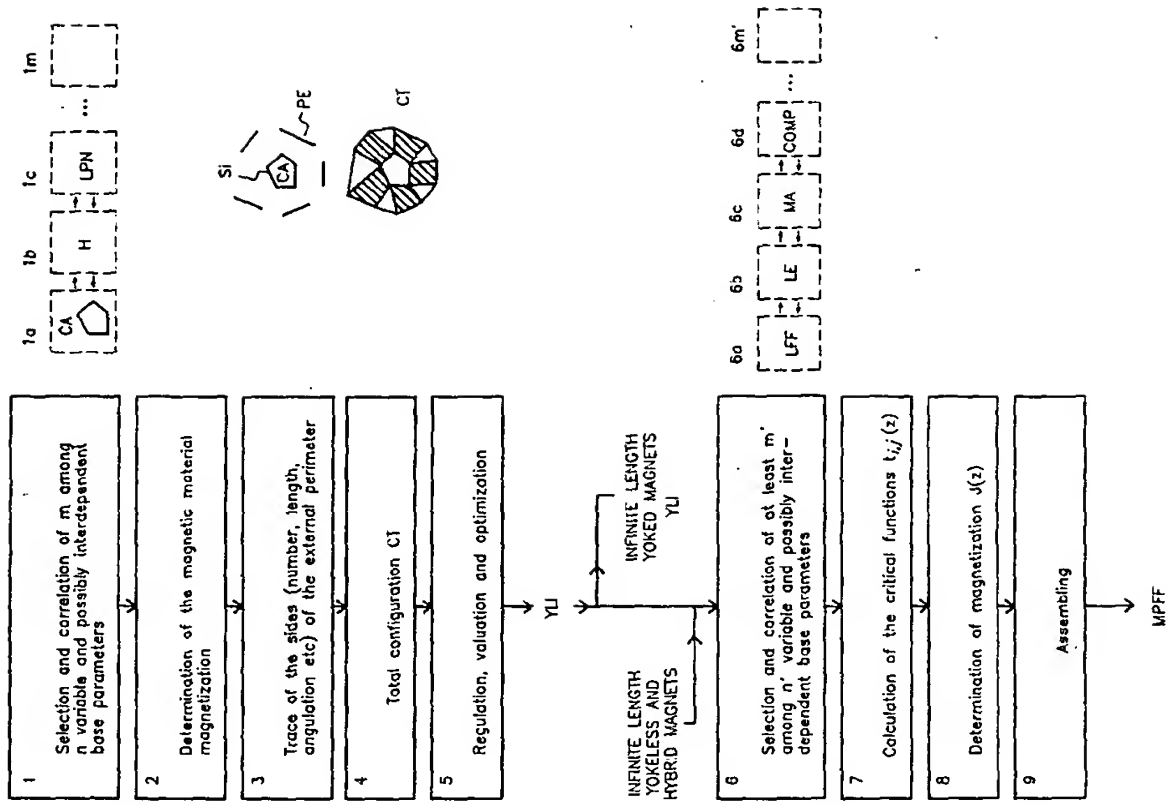 1
Selection and correlation of m among
n variable and possibly interdependent
base parameters
1a
1b
1c
1m
CA
H
LPN
...
2
Determination of the magnetic material
magnetization
3
Trace of the sides (number, length,
angulation etc) of the external perimeter
Si
CA
PE
4
Total configuration CT
CT
5
Regulation, valuation and optimization
YLI
INFINITE LENGTH
YOKED MAGNETS
YLI
INFINITE LENGTH
YOKELESS AND
HYBRID MAGNETS
6
Selection and correlation of at least m'
among n' variable and possibly inter-
dependent base parameters
6a
6b
6c
6d
6m'
LFF
LE
MA
COMP
...
7
Calculation of the critical functions t i,j (z)
8
Determination of magnetization J(z)
9
Assembling
MPFF